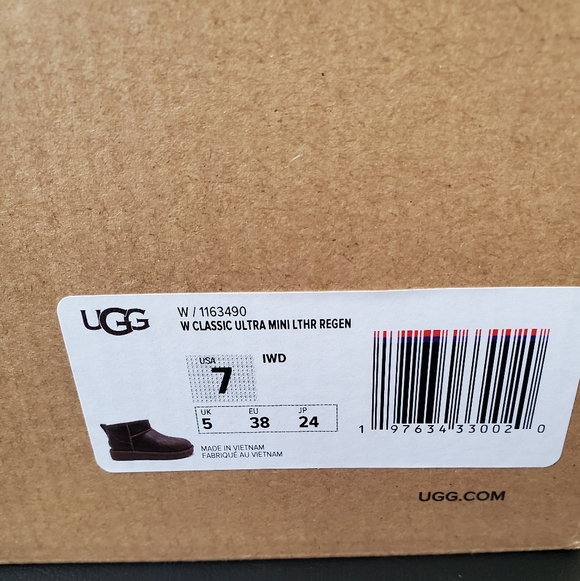 UGG
W / 1163490
W CLASSIC ULTRA MINI LTHR REGEN
USA
7
IWD
UK EU JP
5 38 24
MADE IN VIETNAM
FABRIQUÉ AU VIETNAM
1 97634 33002 0
UGG.COM